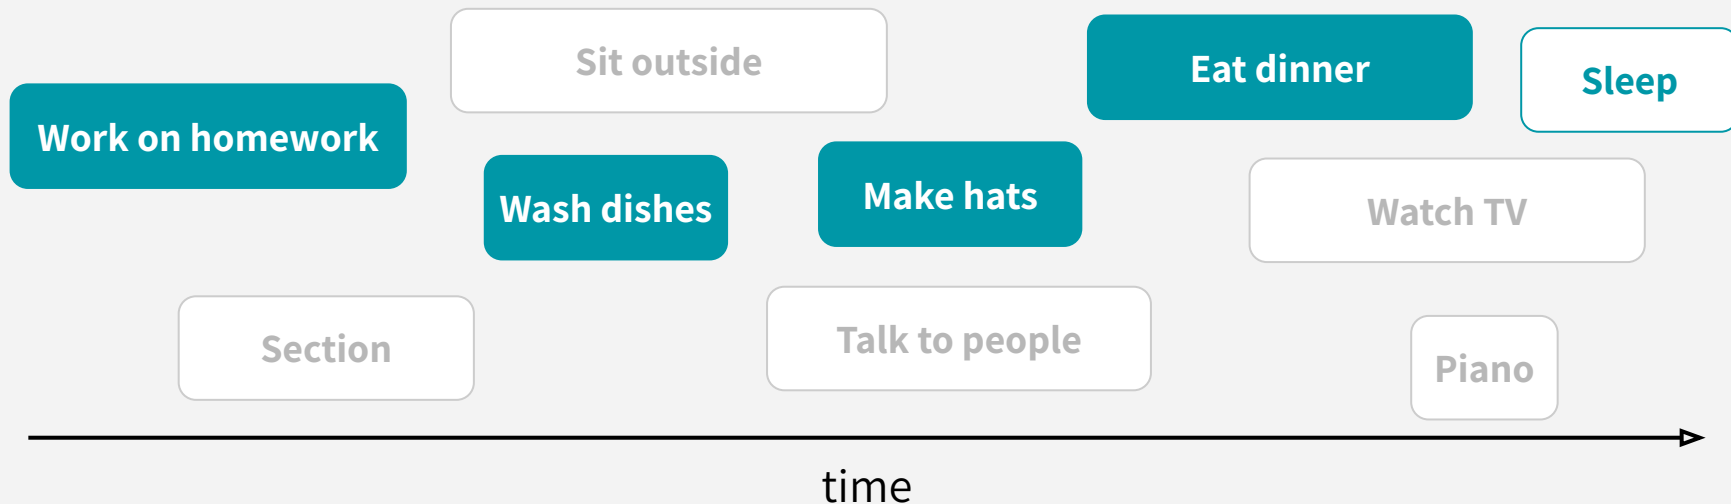 Sit outside
Eat dinner
Sleep
Work on homework
Wash dishes
Make hats
Watch TV
Section
Talk to people
Piano
time